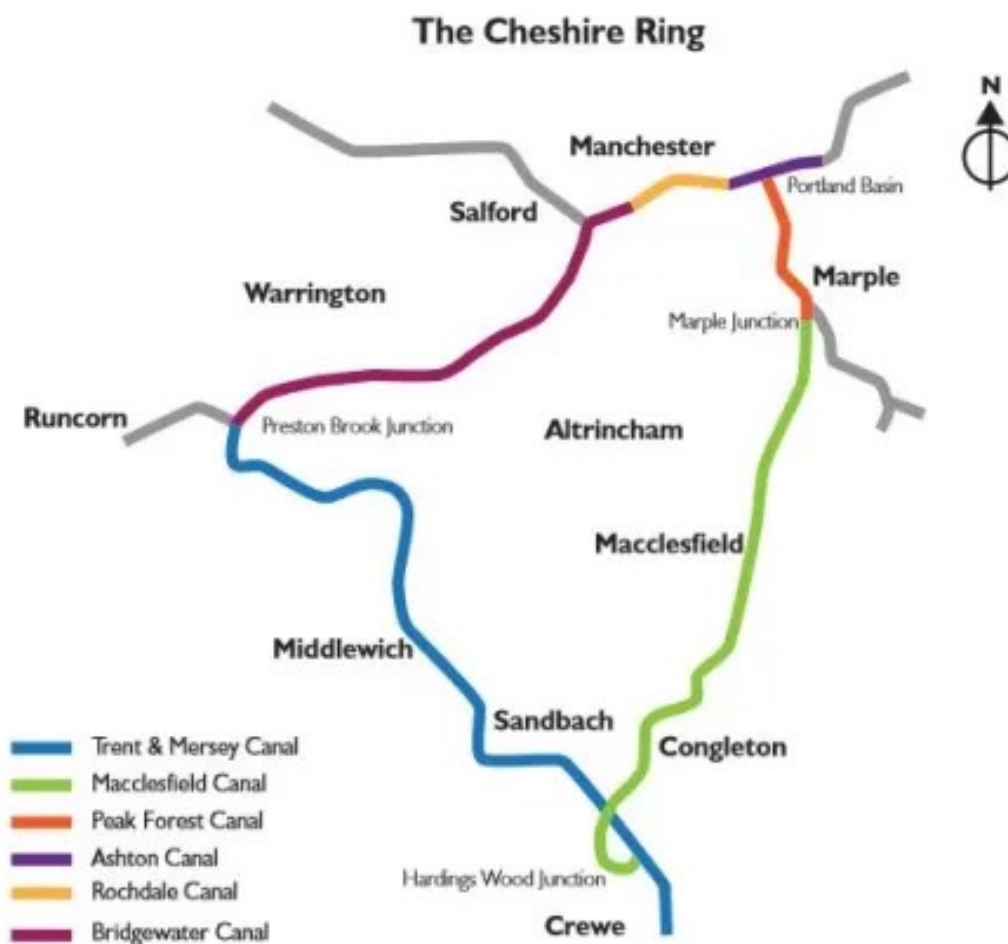 The Cheshire Ring
N
Manchester
Portland Basin
Salford
Marple
Warrington
Marple Junction
Runcorn
Preston Brook Junction
Altrincham
Macclesfield
Middlewich
Sandbach
Congleton
Trent & Mersey Canal
Macclesfield Canal
Peak Forest Canal
Ashton Canal
Rochdale Canal
Bridgewater Canal
Hardings Wood Junction
Crewe